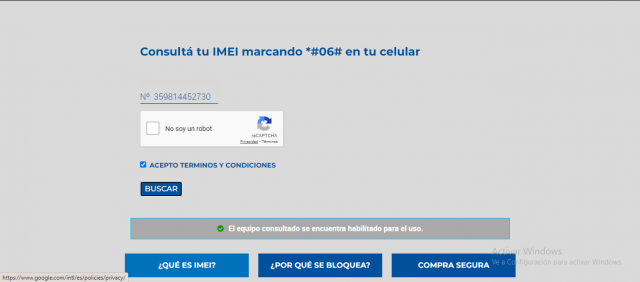 Consultá tu IMEI marcando *#06# en tu celular
Nº 359814452730
No soy un robot
reCAPTCHA
Privacidad - Términos
ACEPTO TERMINOS Y CONDICIONES
BUSCAR
El equipo consultado se encuentra habilitado para el uso.
Activar Windows
Ve a Configuración para activar Windows.
¿QUÉ ES IMEI?
¿POR QUÉ SE BLOQUEA?
COMPRA SEGURA
https://www.google.com/intl/es/policies/privacy/